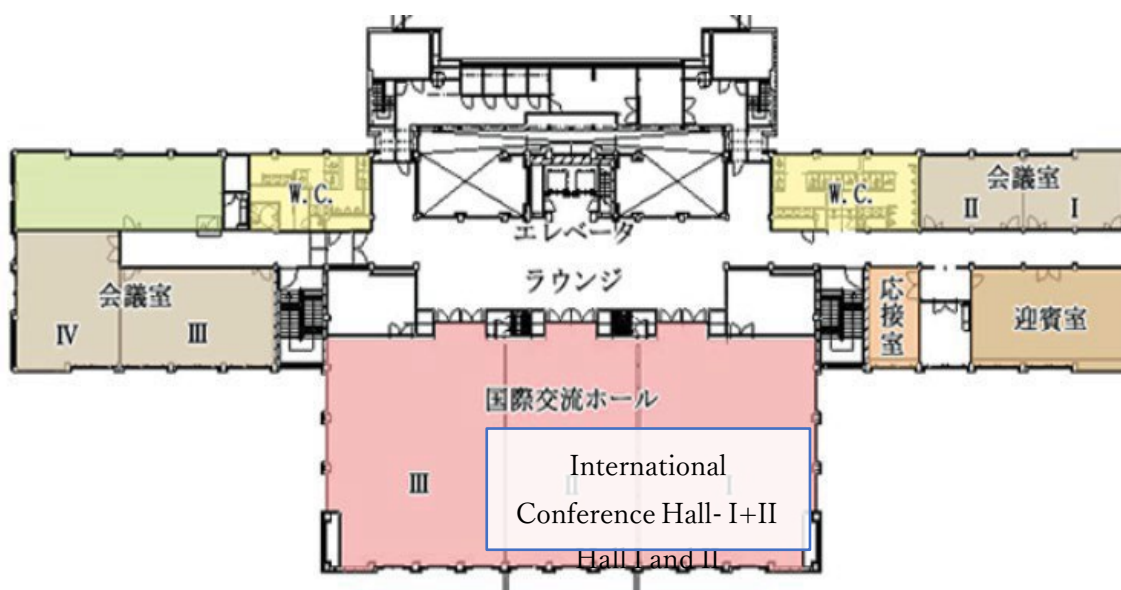 W.C.
W.C.
会議室
II
I
エレベータ
ラウンジ
会議室
IV
III
応接室
迎賓室
国際交流ホール
III
II
I
International
Conference Hall- I+II
Hall I and II